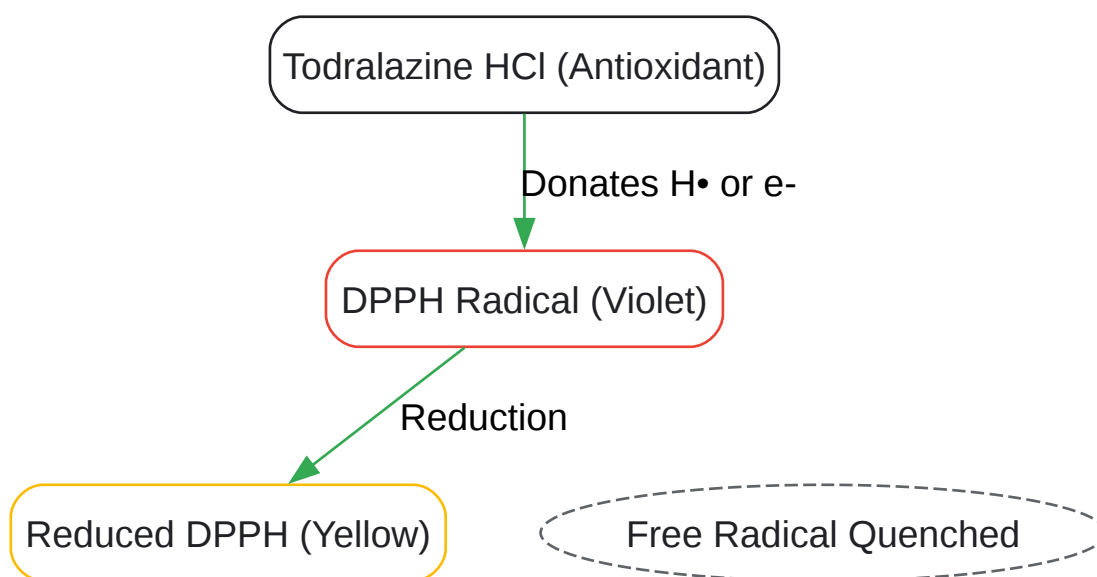 Todralazine HCl (Antioxidant)
Donates H• or e-
DPPH Radical (Violet)
Reduction
Reduced DPPH (Yellow)
Free Radical Quenched